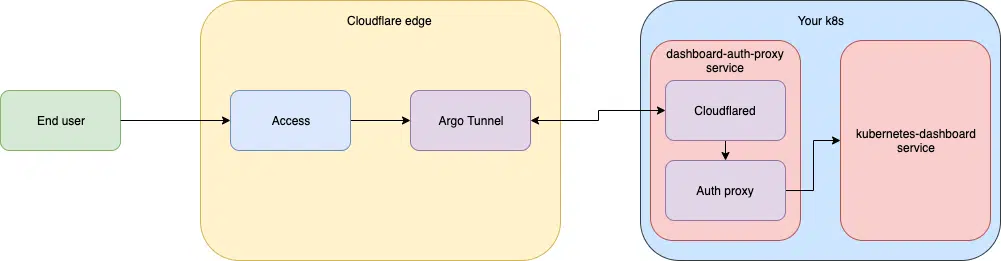 Cloudflare edge
Your k8s
dashboard-auth-proxy
service
End user
Access
Argo Tunnel
Cloudflared
Auth proxy
kubernetes-dashboard
service